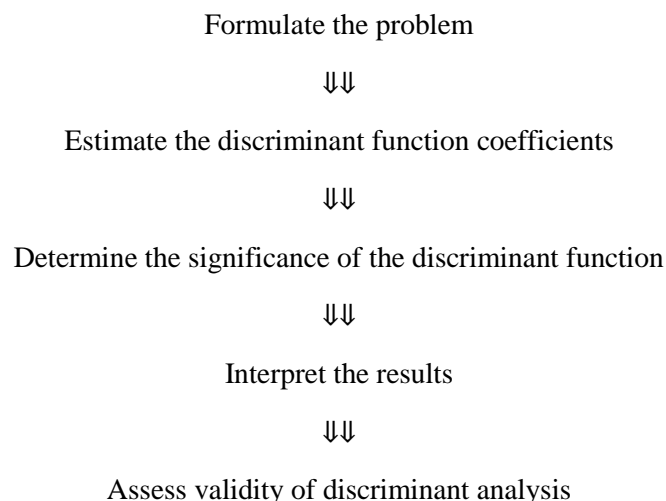 Formulate the problem
⇓⇓
Estimate the discriminant function coefficients
⇓⇓
Determine the significance of the discriminant function
⇓⇓
Interpret the results
⇓⇓
Assess validity of discriminant analysis